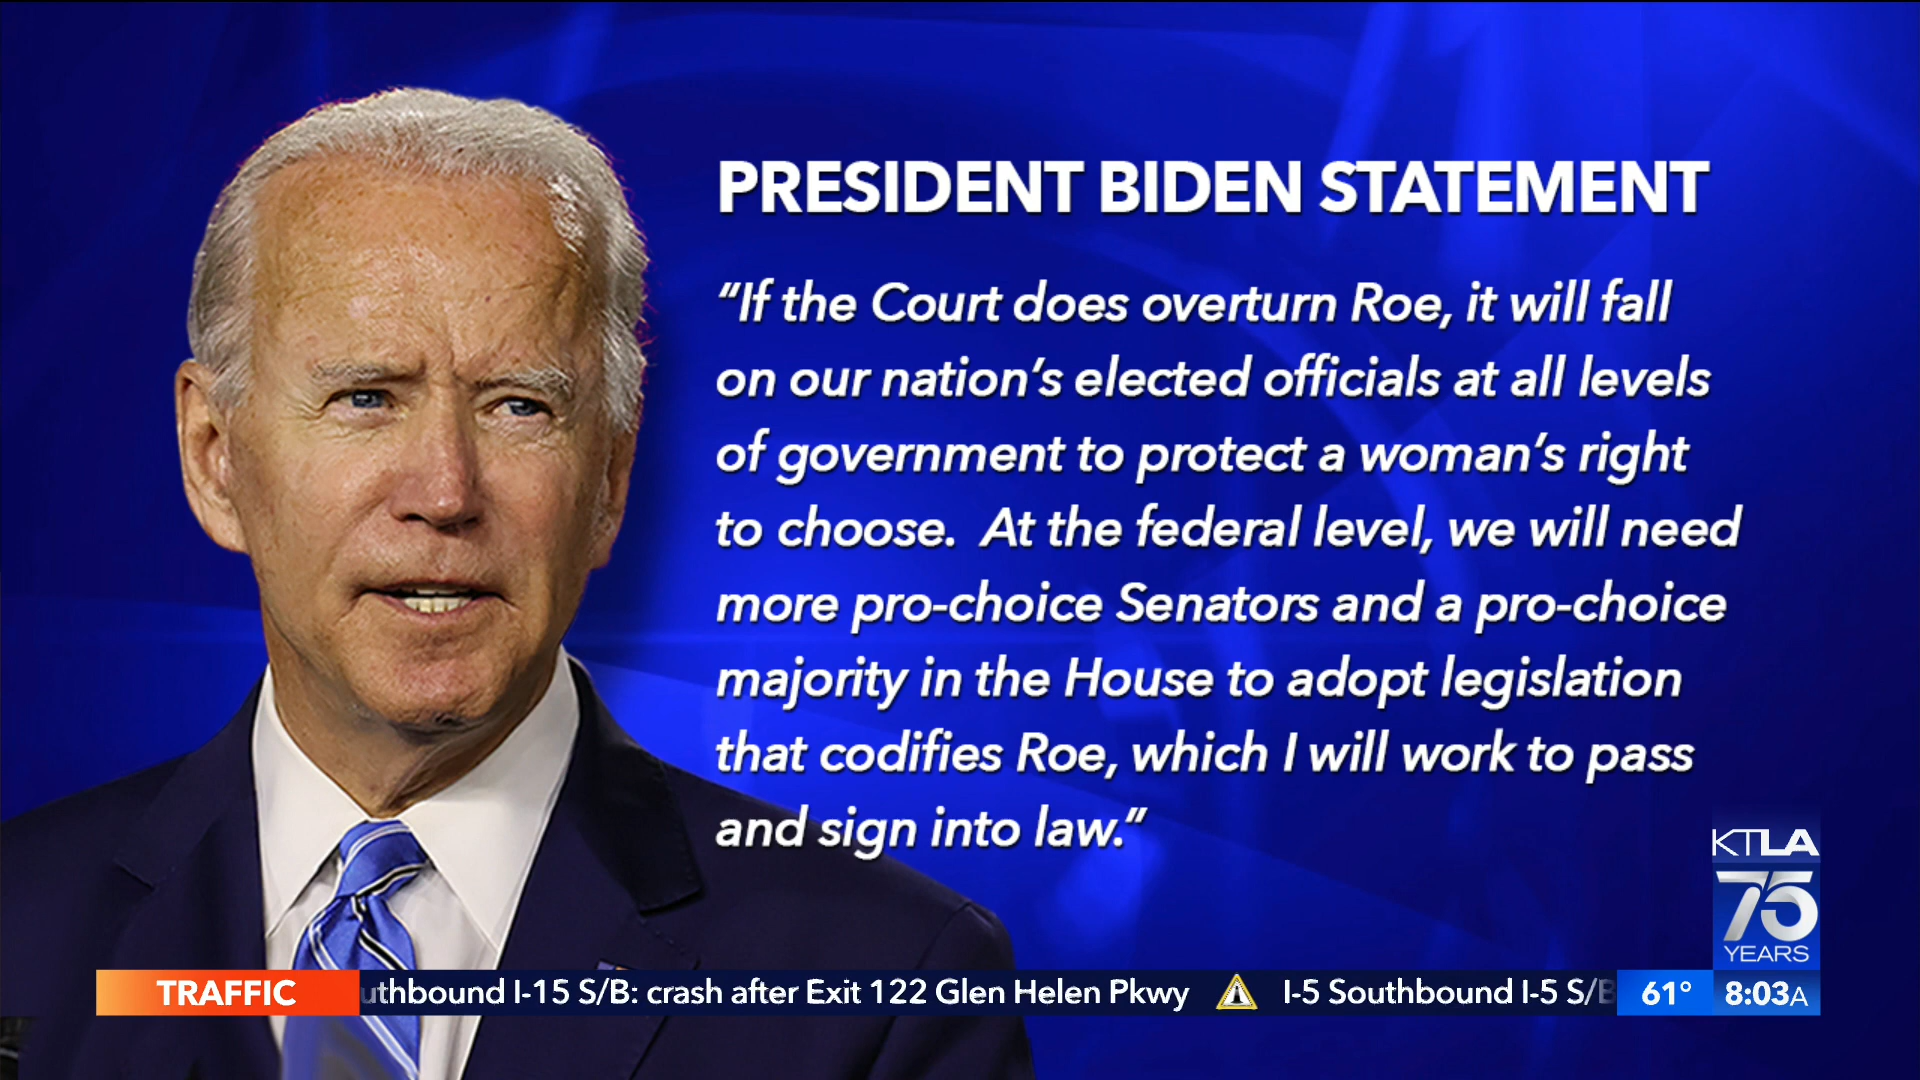 PRESIDENT BIDEN STATEMENT
“If the Court does overturn Roe, it will fall
on our nation’s elected officials at all levels
of government to protect a woman’s right
to choose.  At the federal level, we will need
more pro-choice Senators and a pro-choice
majority in the House to adopt legislation
that codifies Roe, which I will work to pass
and sign into law.”
KTLA
75
YEARS
TRAFFIC
uthbound I-15 S/B: crash after Exit 122 Glen Helen Pkwy I-5 Southbound I-5 S/B
61° 8:03A